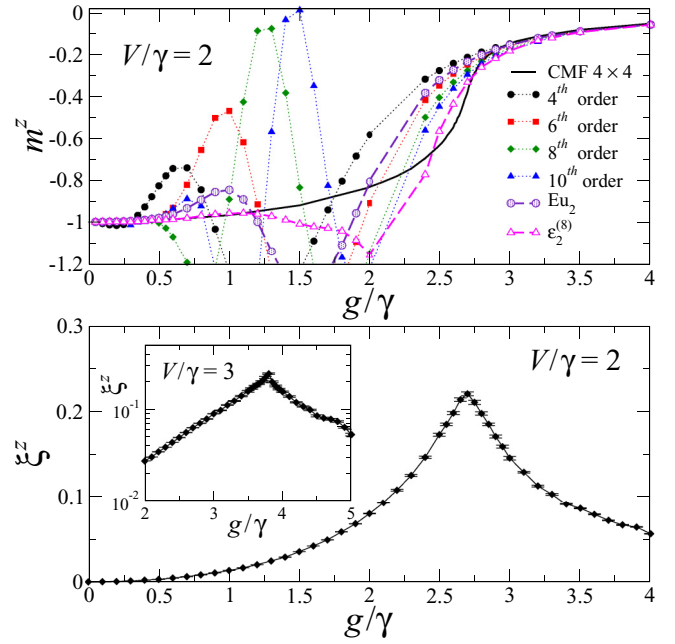 -0
-0.2
-0.4
-0.6
-0.8
-1
-1.2
m^z
V/γ = 2
CMF 4 × 4
4^th order
6^th order
8^th order
10^th order
Eu_2
ε_2^(8)
0 0.5 1 1.5 2 2.5 3 3.5 4
g/γ
0.3
0.2
0.1
0
ξ^z
V/γ = 2
V/γ = 3
ξ^z
10^-1
10^-2
2 3 4 5
g/γ
0 0.5 1 1.5 2 2.5 3 3.5 4
g/γ